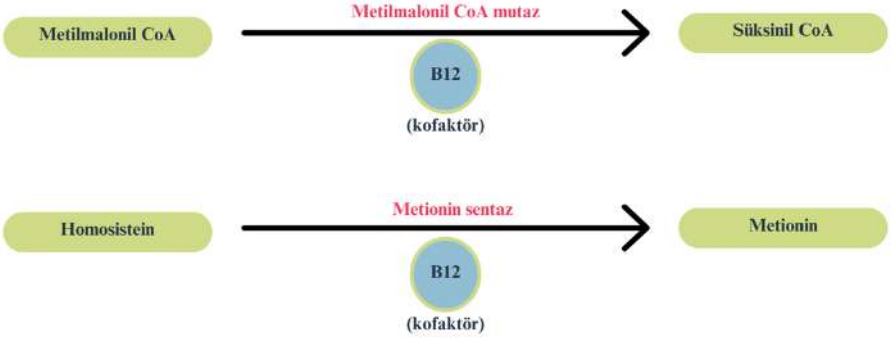 Metilmalonil CoA mutaz
Metilmalonil CoA
Süksinil CoA
B12
(kofaktör)
Metionin sentaz
Homosistein
Metionin
B12
(kofaktör)